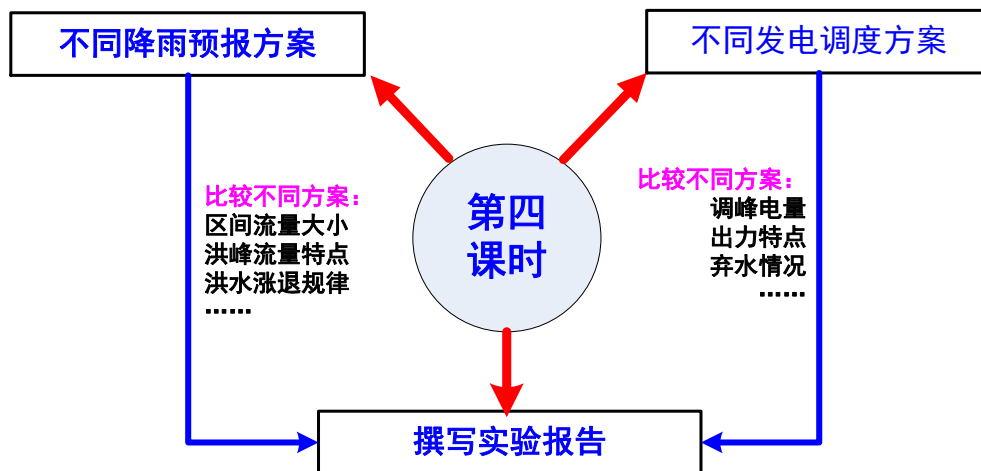 不同降雨预报方案
不同发电调度方案
第四
课时
比较不同方案：
区间流量大小
洪峰流量特点
洪水涨退规律
……
比较不同方案：
调峰电量
出力特点
弃水情况
……
撰写实验报告